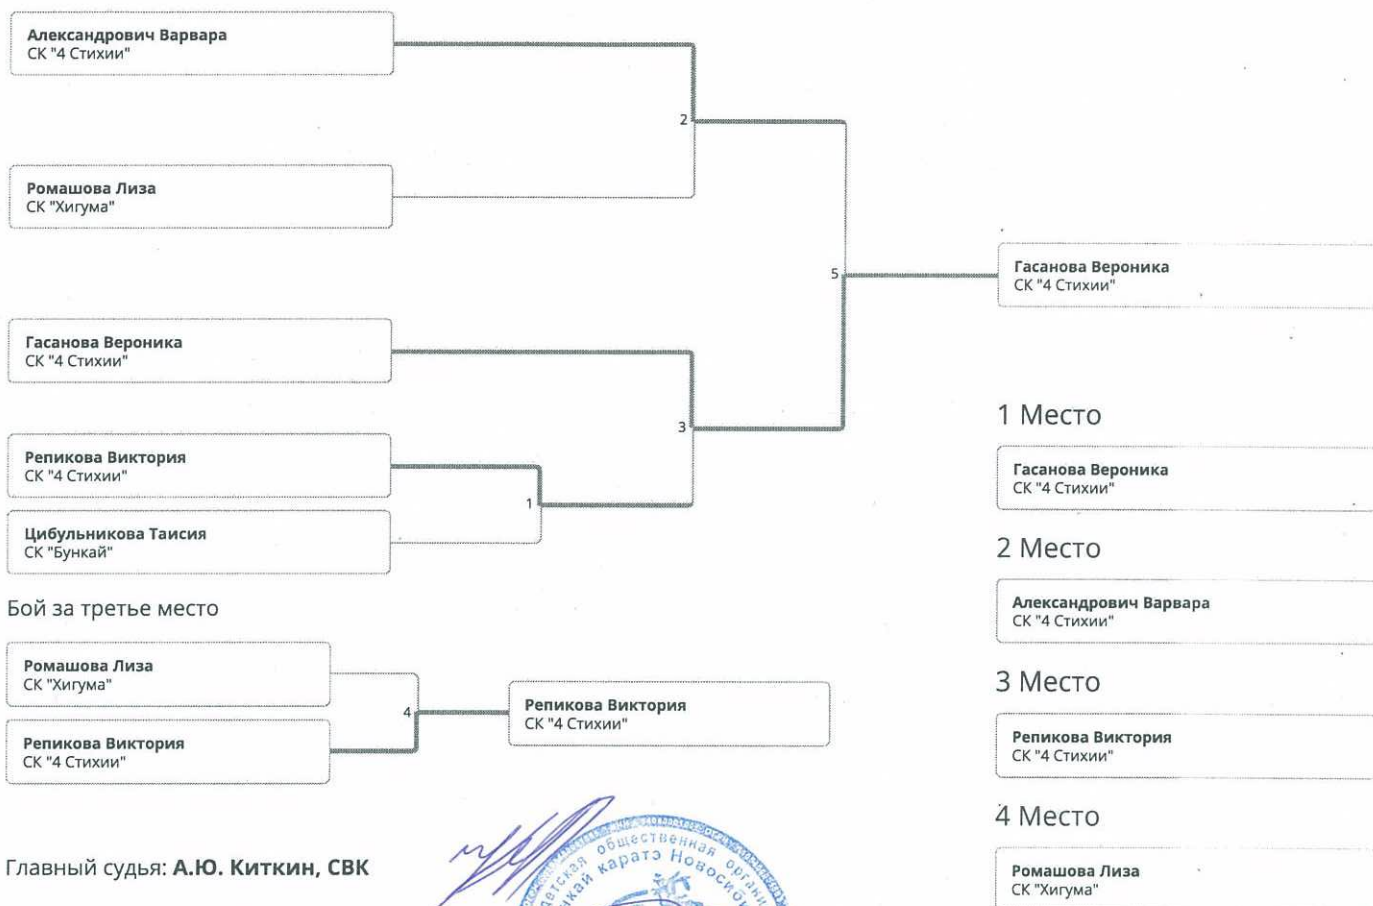 Александрович Варвара
СК "4 Стихии"
2
Ромашова Лиза
СК "Хигума"
5
Гасанова Вероника
СК "4 Стихии"
Гасанова Вероника
СК "4 Стихии"
3
Репикова Виктория
СК "4 Стихии"
1
Цибульникова Таисия
СК "Бункай"
Бой за третье место
Ромашова Лиза
СК "Хигума"
4
Репикова Виктория
СК "4 Стихии"
Репикова Виктория
СК "4 Стихии"
1 Место
Гасанова Вероника
СК "4 Стихии"
2 Место
Александрович Варвара
СК "4 Стихии"
3 Место
Репикова Виктория
СК "4 Стихии"
4 Место
Ромашова Лиза
СК "Хигума"
Главный судья: А.Ю. Киткин, СВК
общественная
каратэ